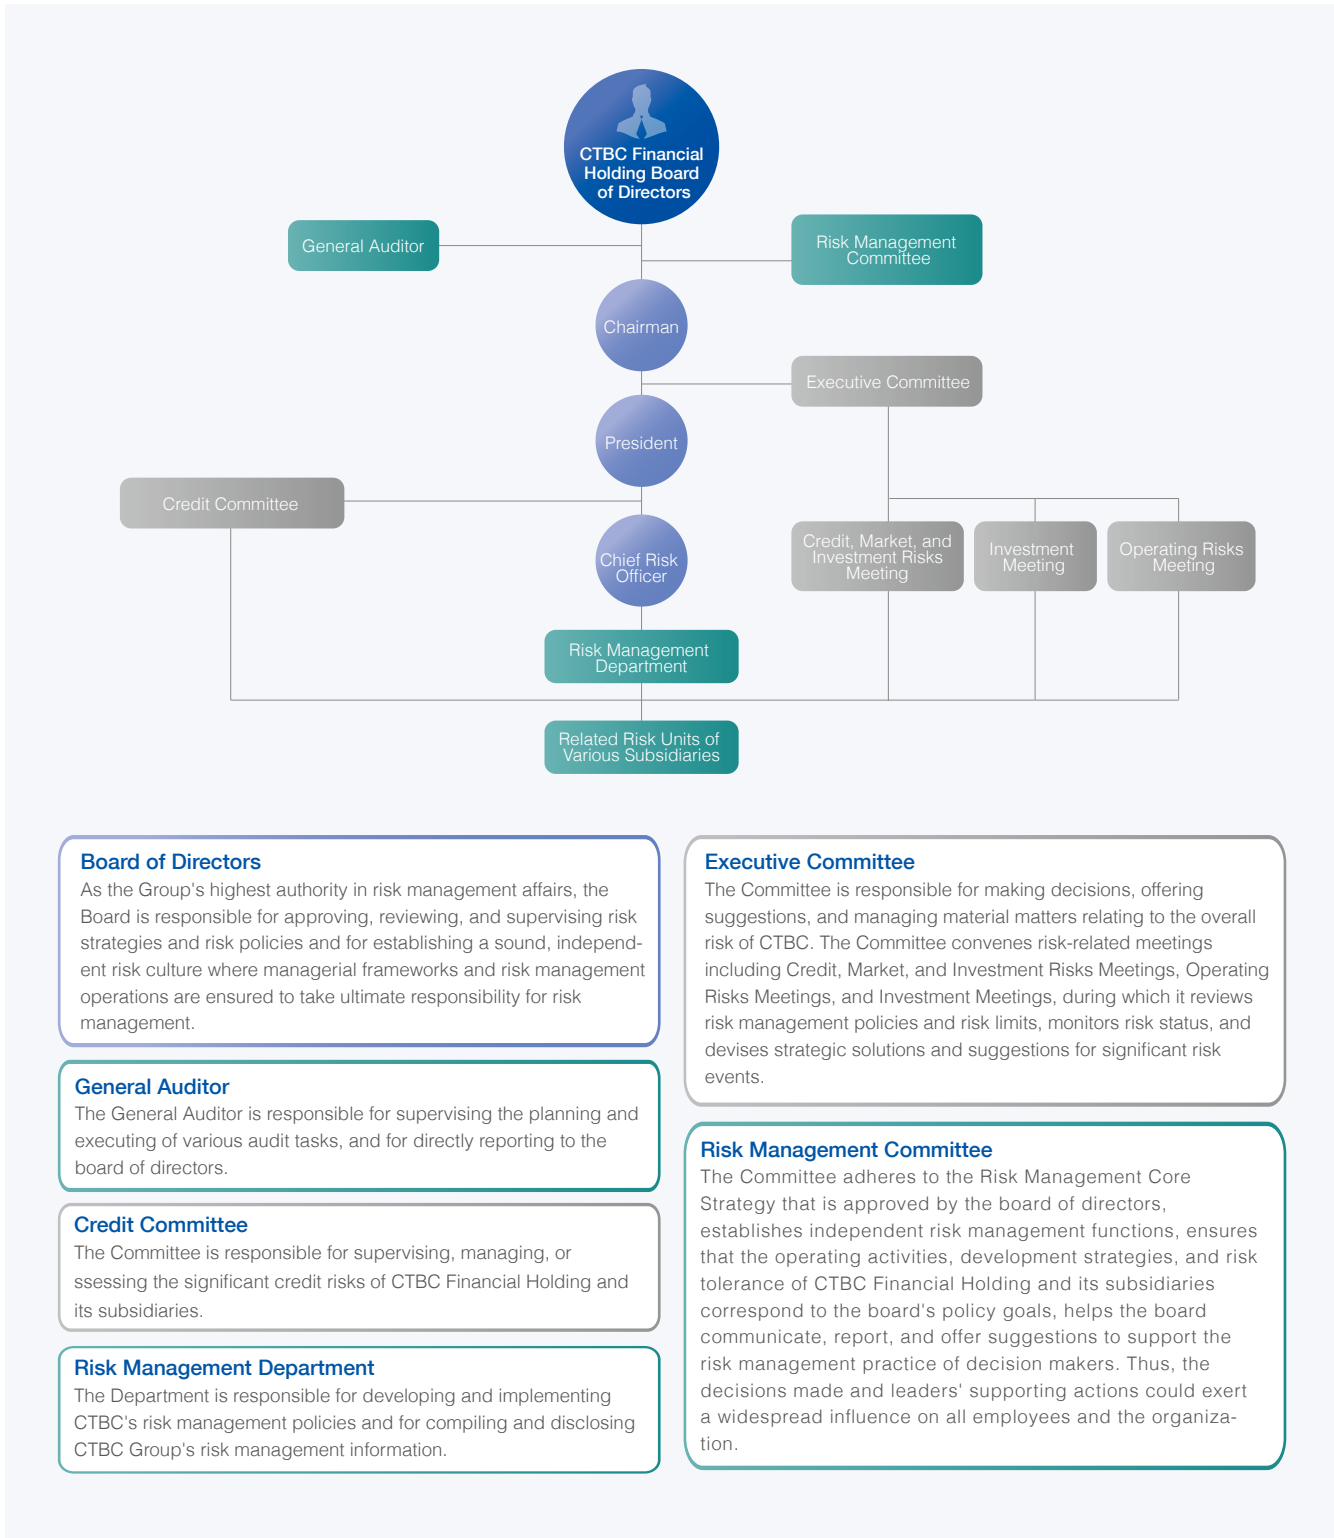 CTBC Financial
Holding Board
of Directors
General Auditor
Risk Management
Committee
Chairman
Executive Committee
President
Credit Committee
Chief Risk
Officer
Credit, Market, and
Investment Risks
Meeting
Investment
Meeting
Operating Risks
Meeting
Risk Management
Department
Related Risk Units of
Various Subsidiaries
Board of Directors
As the Group's highest authority in risk management affairs, the
Board is responsible for approving, reviewing, and supervising risk
strategies and risk policies and for establishing a sound, independ-
ent risk culture where managerial frameworks and risk management
operations are ensured to take ultimate responsibility for risk
management.
General Auditor
The General Auditor is responsible for supervising the planning and
executing of various audit tasks, and for directly reporting to the
board of directors.
Credit Committee
The Committee is responsible for supervising, managing, or
ssessing the significant credit risks of CTBC Financial Holding and
its subsidiaries.
Risk Management Department
The Department is responsible for developing and implementing
CTBC's risk management policies and for compiling and disclosing
CTBC Group's risk management information.
Executive Committee
The Committee is responsible for making decisions, offering
suggestions, and managing material matters relating to the overall
risk of CTBC. The Committee convenes risk-related meetings
including Credit, Market, and Investment Risks Meetings, Operating
Risks Meetings, and Investment Meetings, during which it reviews
risk management policies and risk limits, monitors risk status, and
devises strategic solutions and suggestions for significant risk
events.
Risk Management Committee
The Committee adheres to the Risk Management Core
Strategy that is approved by the board of directors,
establishes independent risk management functions, ensures
that the operating activities, development strategies, and risk
tolerance of CTBC Financial Holding and its subsidiaries
correspond to the board's policy goals, helps the board
communicate, report, and offer suggestions to support the
risk management practice of decision makers. Thus, the
decisions made and leaders' supporting actions could exert
a widespread influence on all employees and the organiza-
tion.